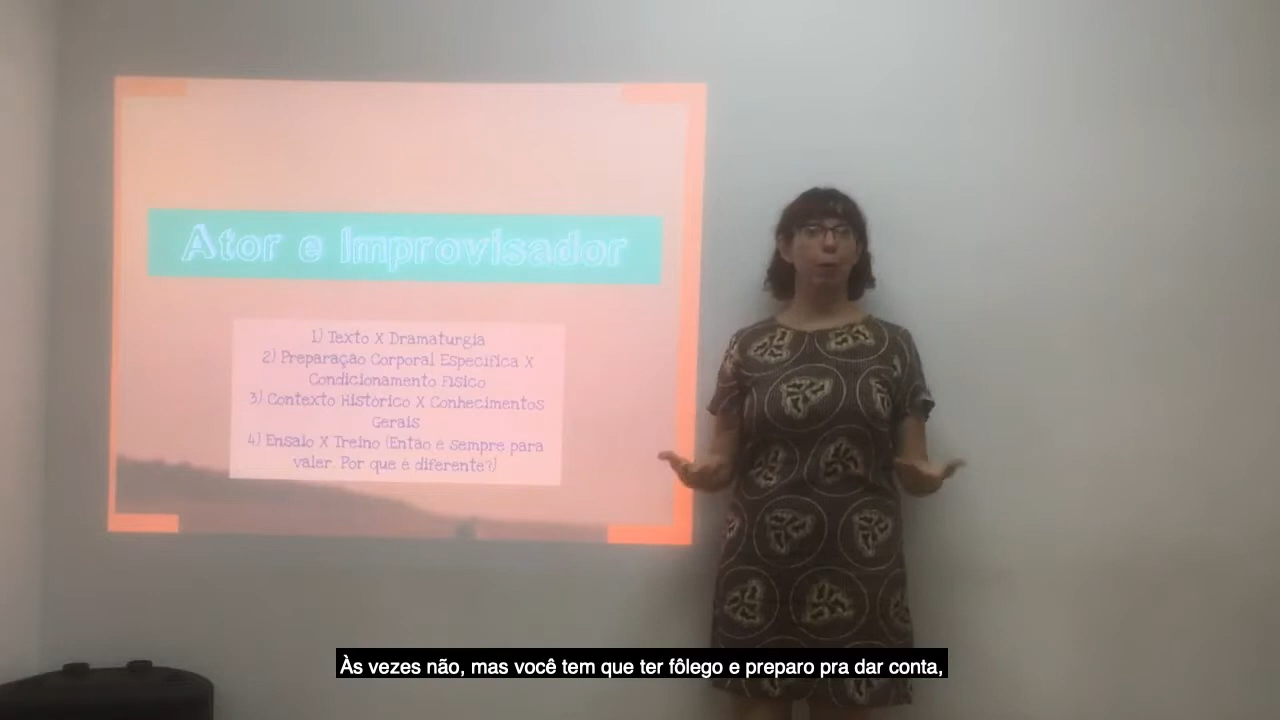 Ator e Improvisador
1) Texto X Dramaturgia
2) Preparação Corporal Específica X
Condicionamento Físico
3) Contexto Histórico X Conhecimentos
Gerais
4) Ensaio X Treino (Então é sempre para
valer. Por que é diferente?)
Às vezes não, mas você tem que ter fôlego e preparo pra dar conta,